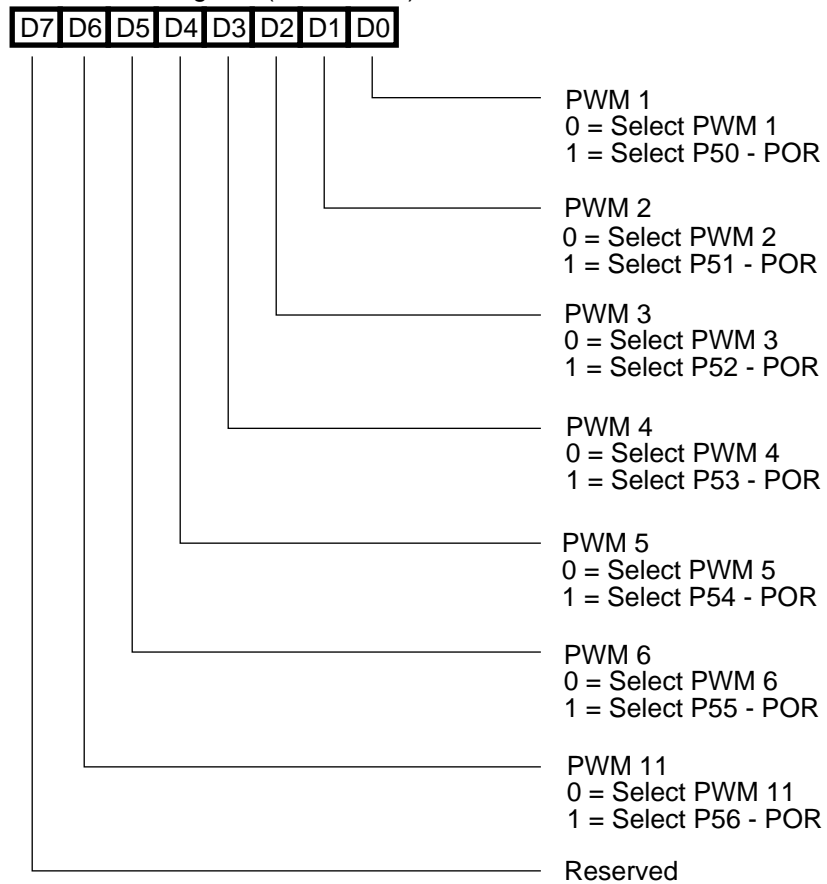 D7 D6 D5 D4 D3 D2 D1 D0
PWM 1
0 = Select PWM 1
1 = Select P50 - POR
PWM 2
0 = Select PWM 2
1 = Select P51 - POR
PWM 3
0 = Select PWM 3
1 = Select P52 - POR
PWM 4
0 = Select PWM 4
1 = Select P53 - POR
PWM 5
0 = Select PWM 5
1 = Select P54 - POR
PWM 6
0 = Select PWM 6
1 = Select P55 - POR
PWM 11
0 = Select PWM 11
1 = Select P56 - POR
Reserved